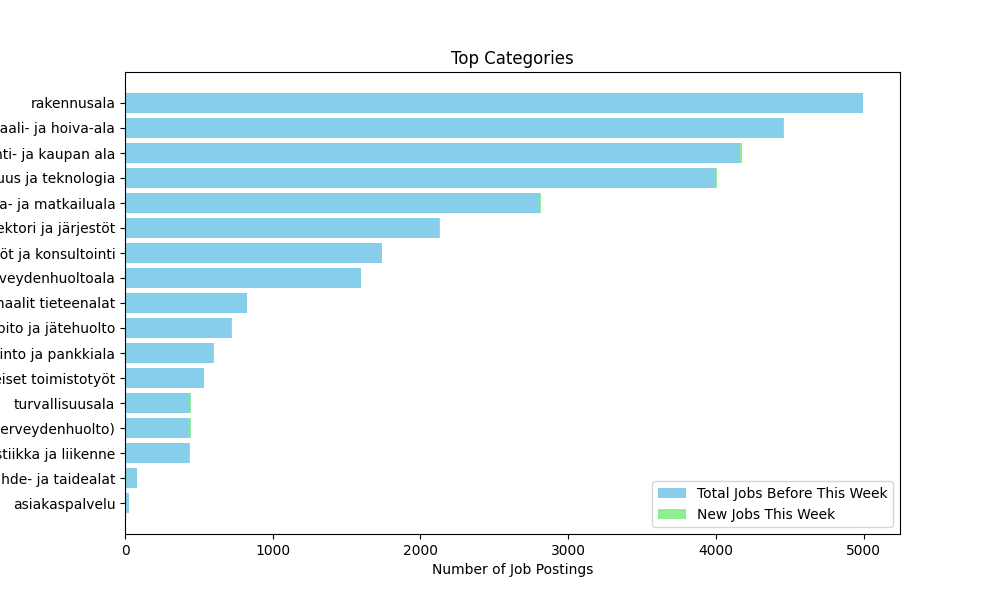 Top Categories
rakennusala
aali- ja hoiva-ala
nti- ja kaupan ala
uus ja teknologia
a- ja matkailuala
ektori ja järjestöt
öt ja konsultointi
veydenhuoltoala
naalit tieteenalat
pito ja jätehuolto
into ja pankkiala
eiset toimistotyöt
turvallisuusala
erveydenhuolto)
stiikka ja liikenne
hde- ja taidealat
asiakaspalvelu
Total Jobs Before This Week
New Jobs This Week
0 1000 2000 3000 4000 5000
Number of Job Postings